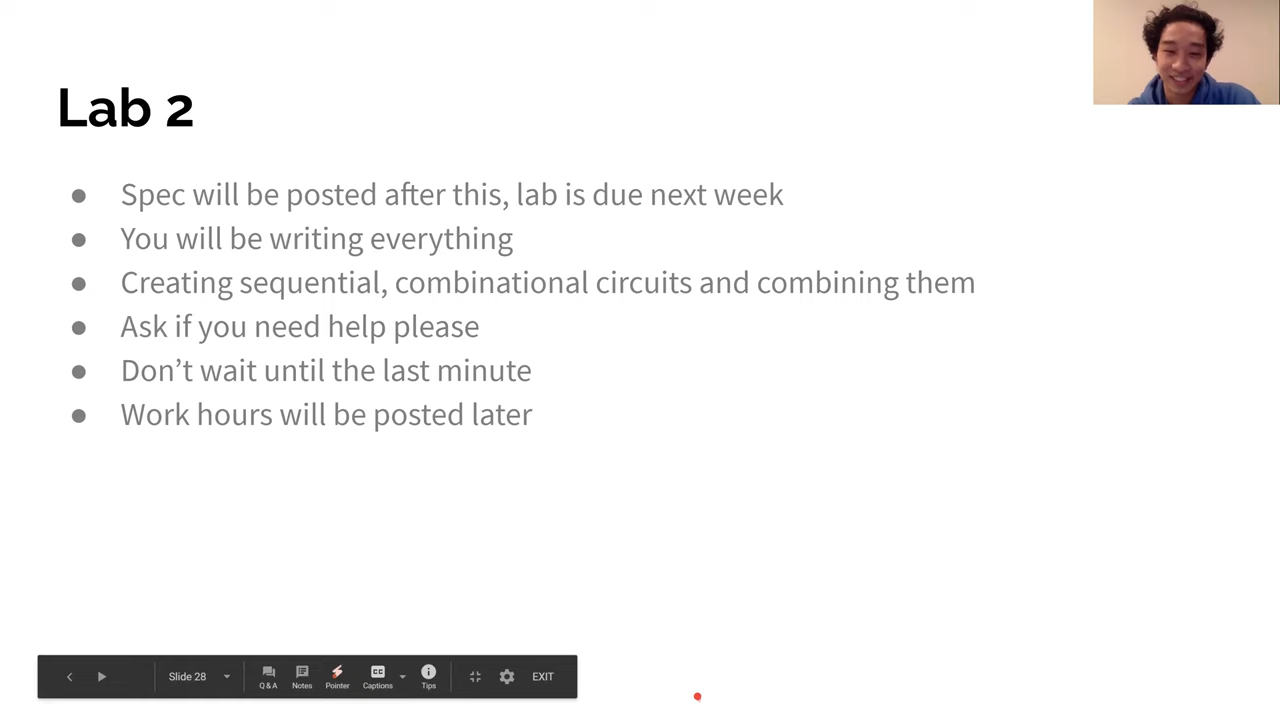 Lab 2
● Spec will be posted after this, lab is due next week
● You will be writing everything
● Creating sequential, combinational circuits and combining them
● Ask if you need help please
● Don’t wait until the last minute
● Work hours will be posted later
Slide 28
Q & A
Notes
Pointer
CC
Captions
Tips
EXIT